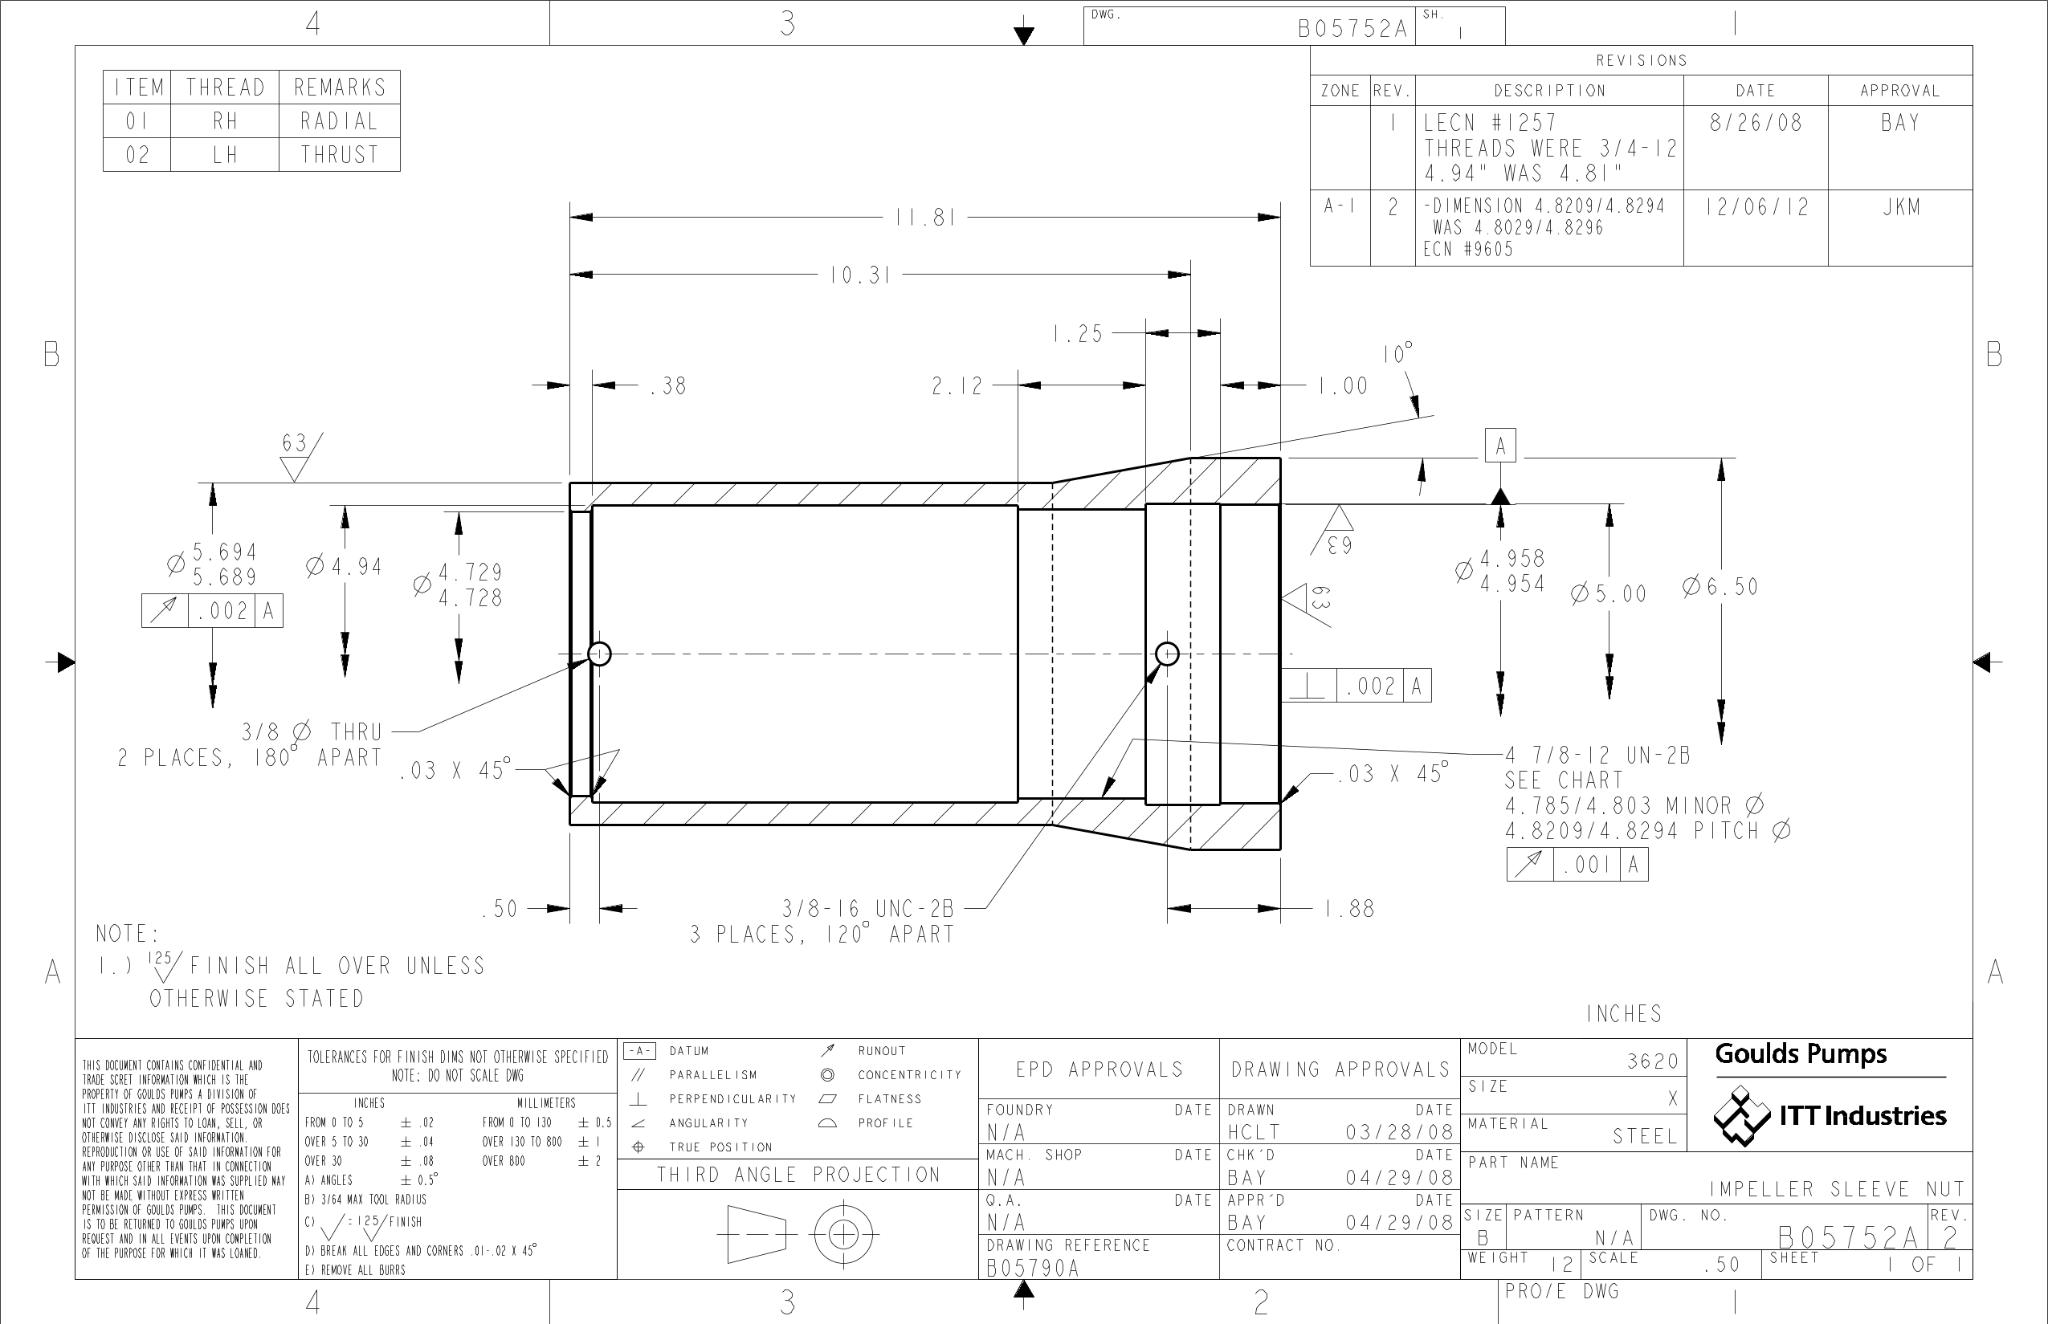 4 3 1
DWG. B05752A SH. 1
ITEM THREAD REMARKS
01 RH RADIAL
02 LH THRUST
REVISIONS
ZONE REV. DESCRIPTION DATE APPROVAL
1 LECN #1257 8/26/08 BAY
THREADS WERE 3/4-12
4.94" WAS 4.81"
A-1 2 -DIMENSION 4.8209/4.8294 12/06/12 JKM
WAS 4.8029/4.8296
ECN #9605
11.81
10.31
1.25
B B
10°
.38 2.12 1.00
63
A
Ø5.694
5.689
.002 A
Ø4.94
Ø4.729
4.728
63
63
Ø4.958
4.954
Ø5.00
Ø6.50
.002 A
3/8 Ø THRU
2 PLACES, 180° APART
.03 X 45°
.03 X 45°
4 7/8-12 UN-2B
SEE CHART
4.785/4.803 MINOR Ø
4.8209/4.8294 PITCH Ø
.001 A
.50
3/8-16 UNC-2B
3 PLACES, 120° APART
1.88
NOTE:
1.) 125 FINISH ALL OVER UNLESS
OTHERWISE STATED
A A
INCHES
THIS DOCUMENT CONTAINS CONFIDENTIAL AND
TRADE SCRET INFORMATION WHICH IS THE
PROPERTY OF GOULDS PUMPS A DIVISION OF
ITT INDUSTRIES AND RECEIPT OF POSSESSION DOES
NOT CONVEY ANY RIGHTS TO LOAN, SELL, OR
OTHERWISE DISCLOSE SAID INFORMATION.
REPRODUCTION OR USE OF SAID INFORMATION FOR
ANY PURPOSE OTHER THAN THAT IN CONNECTION
WITH WHICH SAID INFORMATION WAS SUPPLIED MAY
NOT BE MADE WITHOUT EXPRESS WRITTEN
PERMISSION OF GOULDS PUMPS. THIS DOCUMENT
IS TO BE RETURNED TO GOULDS PUMPS UPON
REQUEST AND IN ALL EVENTS UPON COMPLETION
OF THE PURPOSE FOR WHICH IT WAS LOANED.
TOLERANCES FOR FINISH DIMS NOT OTHERWISE SPECIFIED
NOTE: DO NOT SCALE DWG
INCHES MILLIMETERS
FROM 0 TO 5 ± .02 FROM 0 TO 130 ± 0.5
OVER 5 TO 30 ± .04 OVER 130 TO 800 ± 1
OVER 30 ± .08 OVER 800 ± 2
A) ANGLES ± 0.5°
B) 3/64 MAX TOOL RADIUS
C) = 125 FINISH
D) BREAK ALL EDGES AND CORNERS .01-.02 X 45°
E) REMOVE ALL BURRS
-A- DATUM RUNOUT
PARALLELISM CONCENTRICITY
PERPENDICULARITY FLATNESS
ANGULARITY PROFILE
TRUE POSITION
THIRD ANGLE PROJECTION
EPD APPROVALS
FOUNDRY DATE
N/A
MACH. SHOP DATE
N/A
Q.A. DATE
N/A
DRAWING REFERENCE
B05790A
DRAWING APPROVALS
DRAWN DATE
HCLT 03/28/08
CHK'D DATE
BAY 04/29/08
APPR'D DATE
BAY 04/29/08
CONTRACT NO.
MODEL 3620
SIZE X
MATERIAL STEEL
Goulds Pumps
ITT Industries
PART NAME
IMPELLER SLEEVE NUT
SIZE B PATTERN N/A DWG. NO. B05752A REV. 2
WEIGHT 12 SCALE .50 SHEET 1 OF 1
PRO/E DWG
4 3 2 1